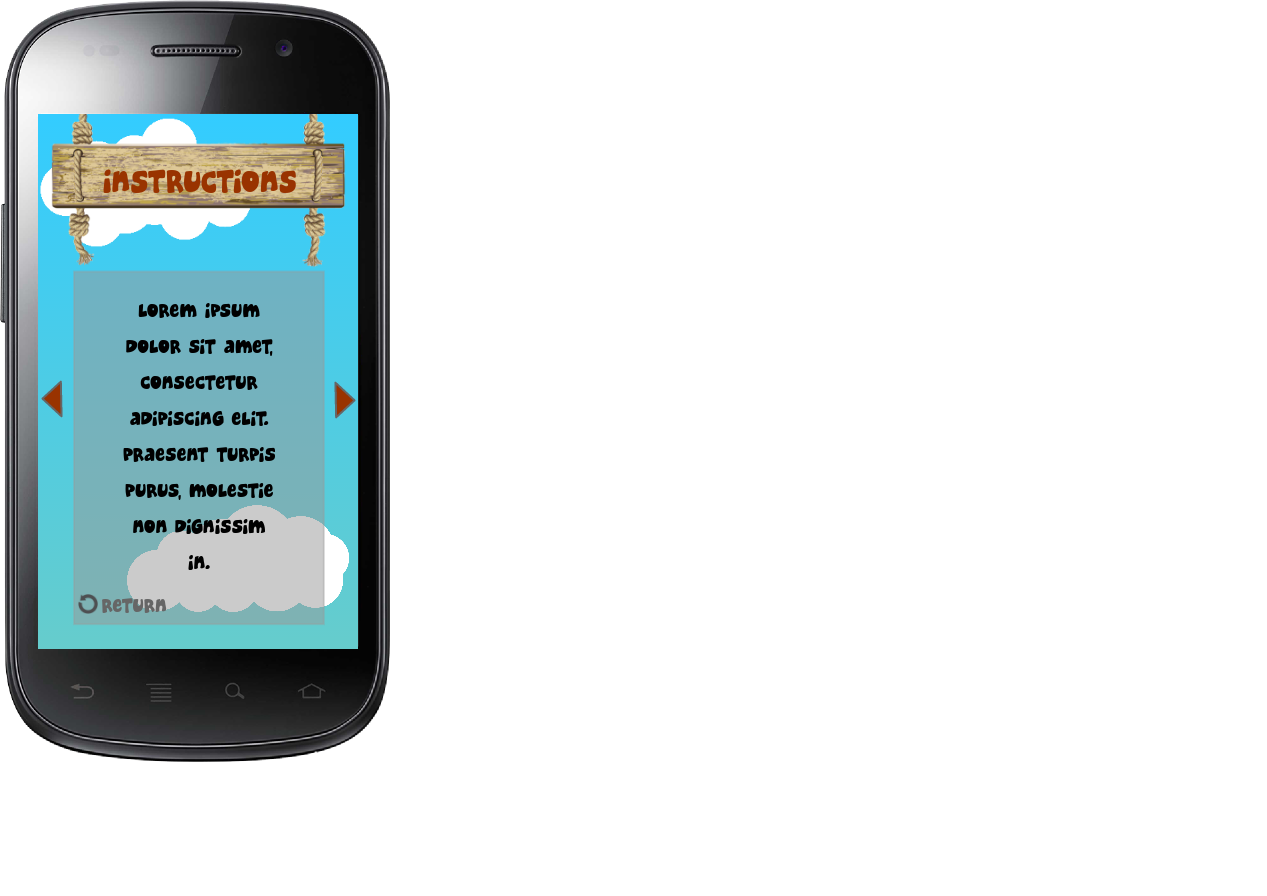 INSTRUCTIONS
Lorem ipsum
dolor sit amet,
consectetur
adipiscing elit.
Praesent turpis
purus, molestie
non dignissim
in.
Return